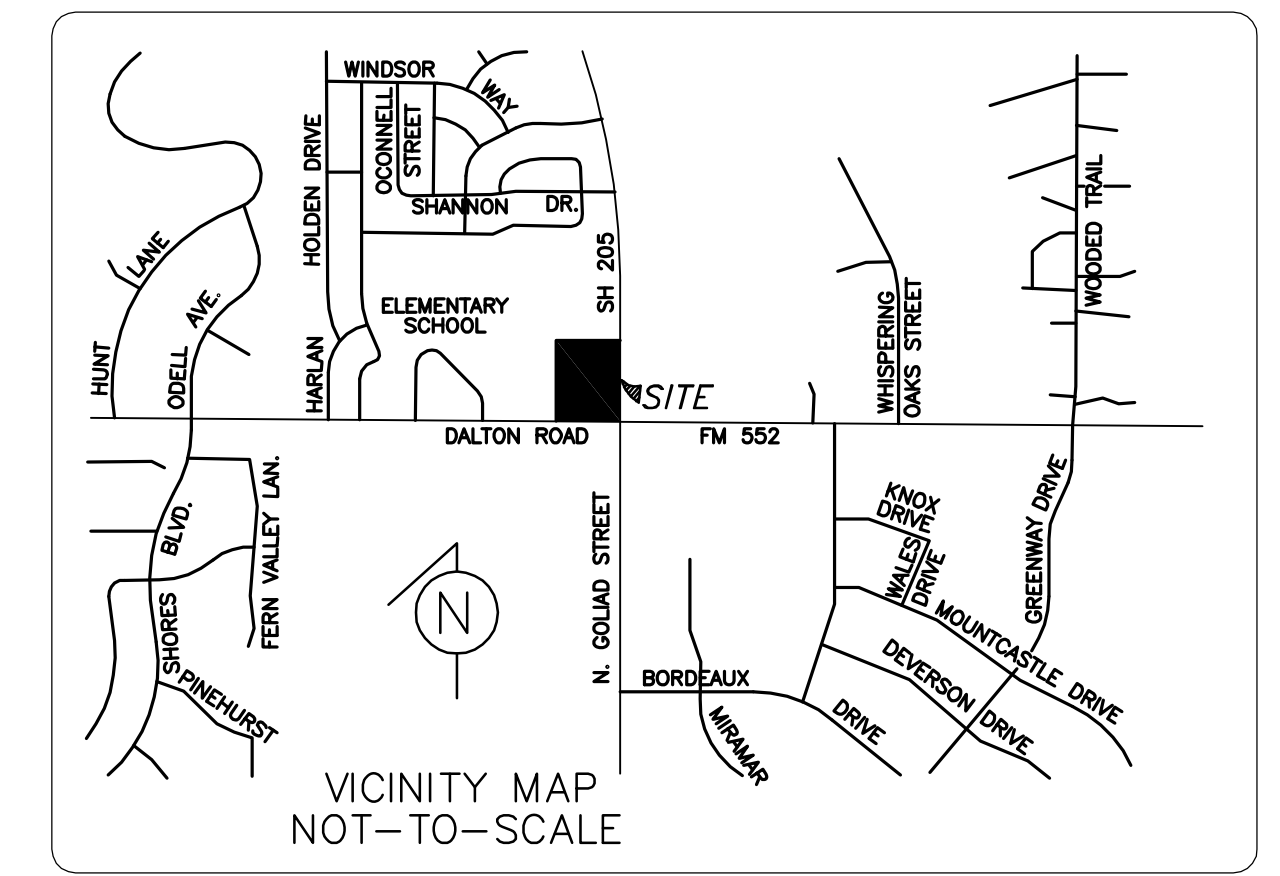 WINDSOR
WAY
OCONNELL
STREET
HOLDEN DRIVE
SHANNON DR.
SH 205
WOODED TRAIL
HUNT
LANE
ODELL
AVE.
ELEMENTARY
SCHOOL
HARLAN
SITE
WHISPERING
OAKS STREET
DALTON ROAD
FM 552
SHORES
BLVD.
FERN VALLEY LAN.
N. GOLIAD STREET
KNOX
DRIVE
WALES
DRIVE
GREENWAY DRIVE
MOUNTCASTLE DRIVE
DEVERSON DRIVE
BORDEAUX
DRIVE
MIRAMAR
PINEHURST
N
VICINITY MAP
NOT-TO-SCALE